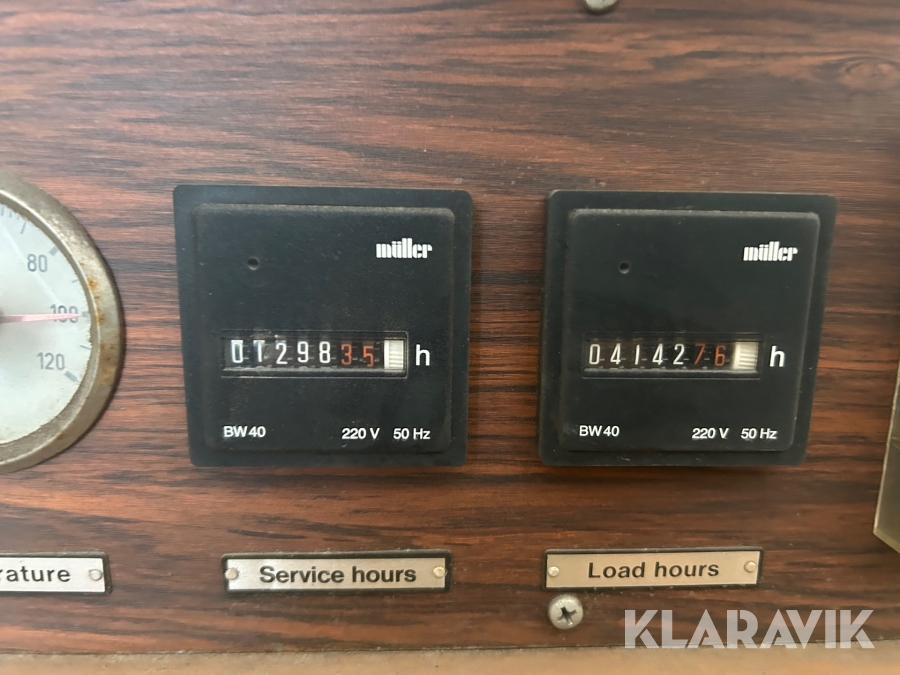 80
100
120
müller
0129835 h
BW40 220 V 50 Hz
müller
0414276 h
BW40 220 V 50 Hz
rature
Service hours
Load hours
KLARAVIK